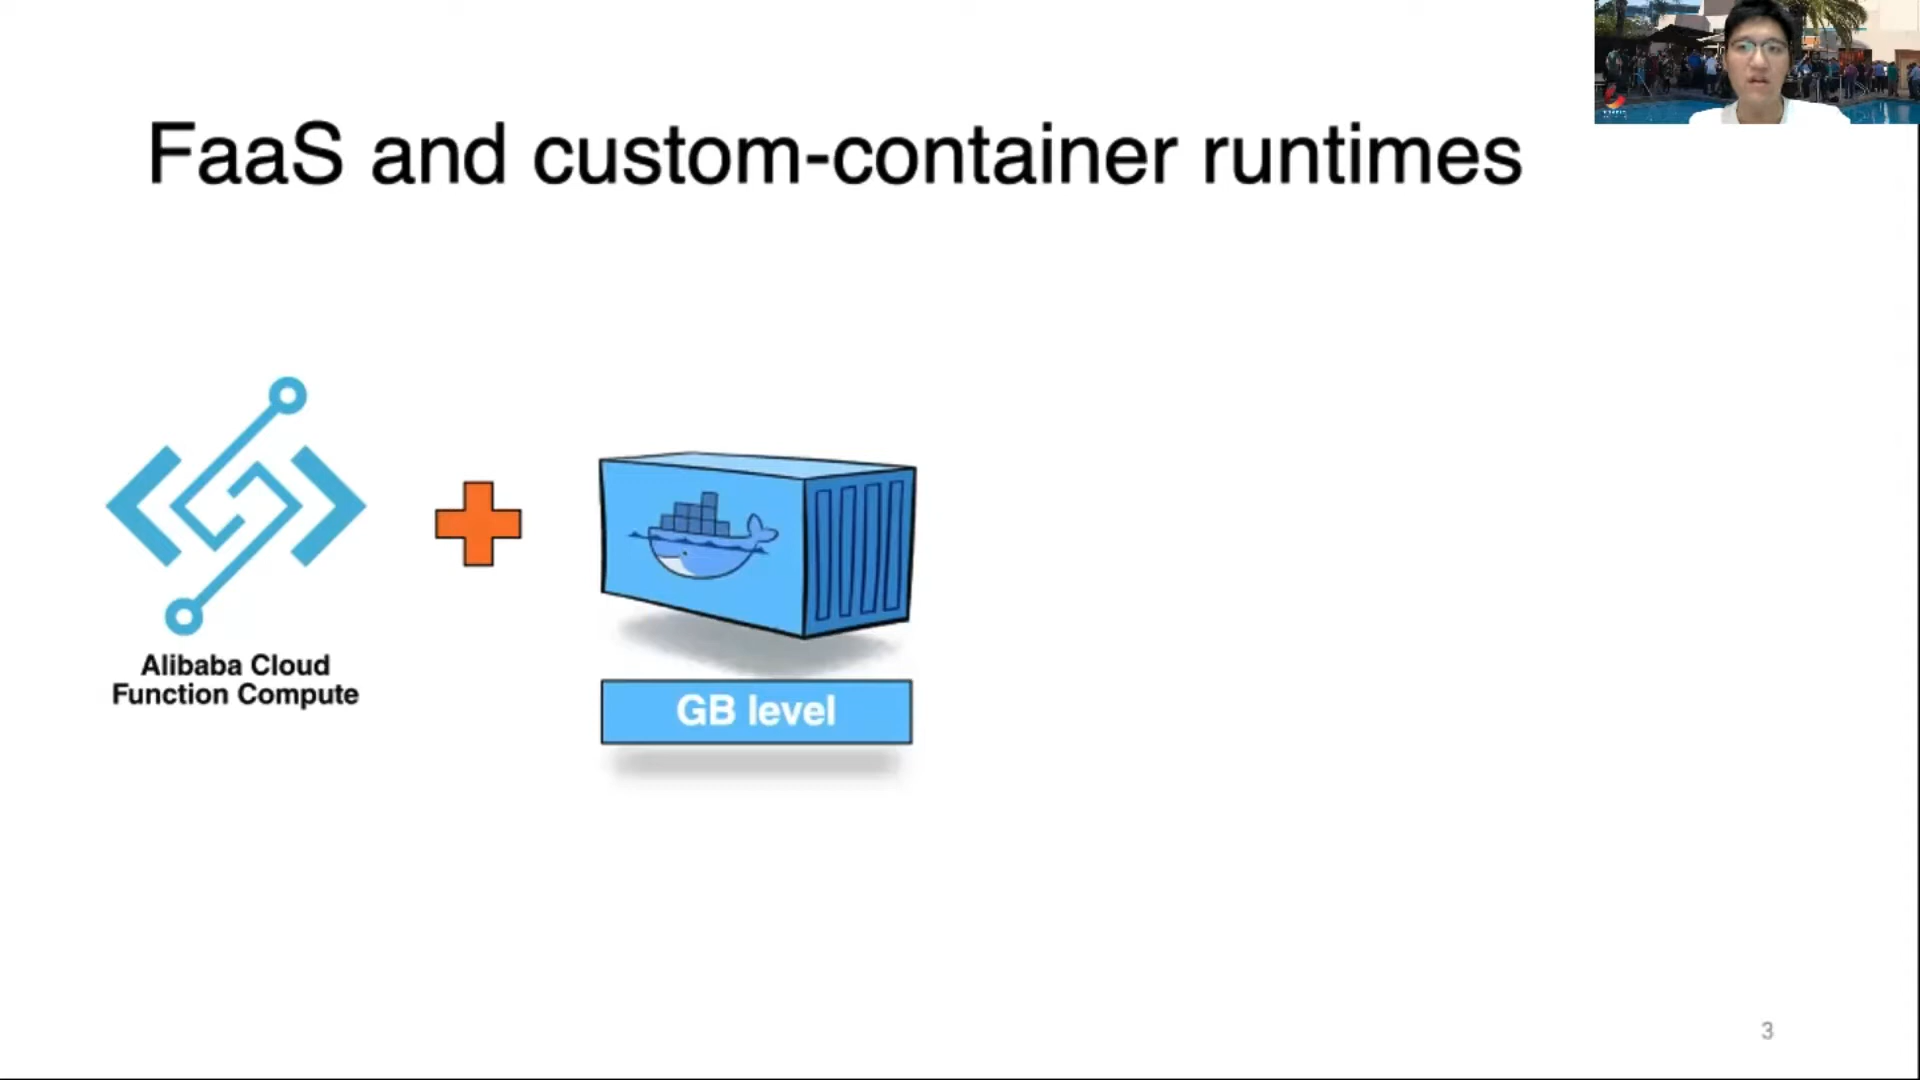 FaaS and custom-container runtimes
Alibaba Cloud
Function Compute
GB level
3